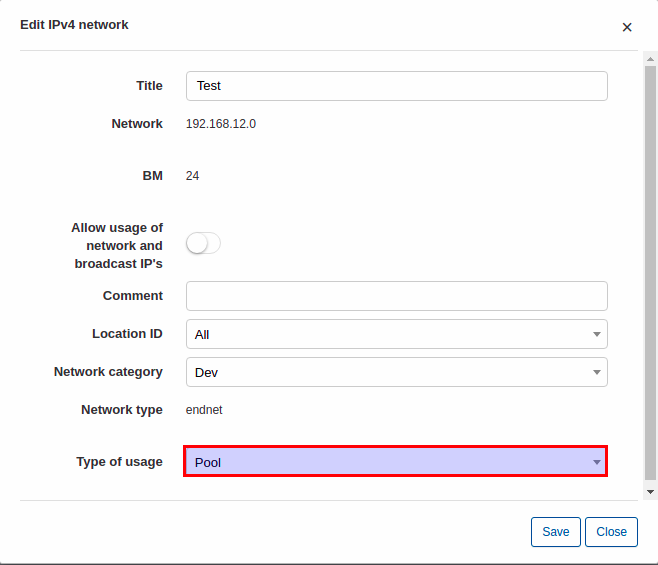 Edit IPv4 network
×
Title Test
Network 192.168.12.0
BM 24
Allow usage of
network and
broadcast IP's
Comment
Location ID All
Network category Dev
Network type endnet
Type of usage Pool
Save Close